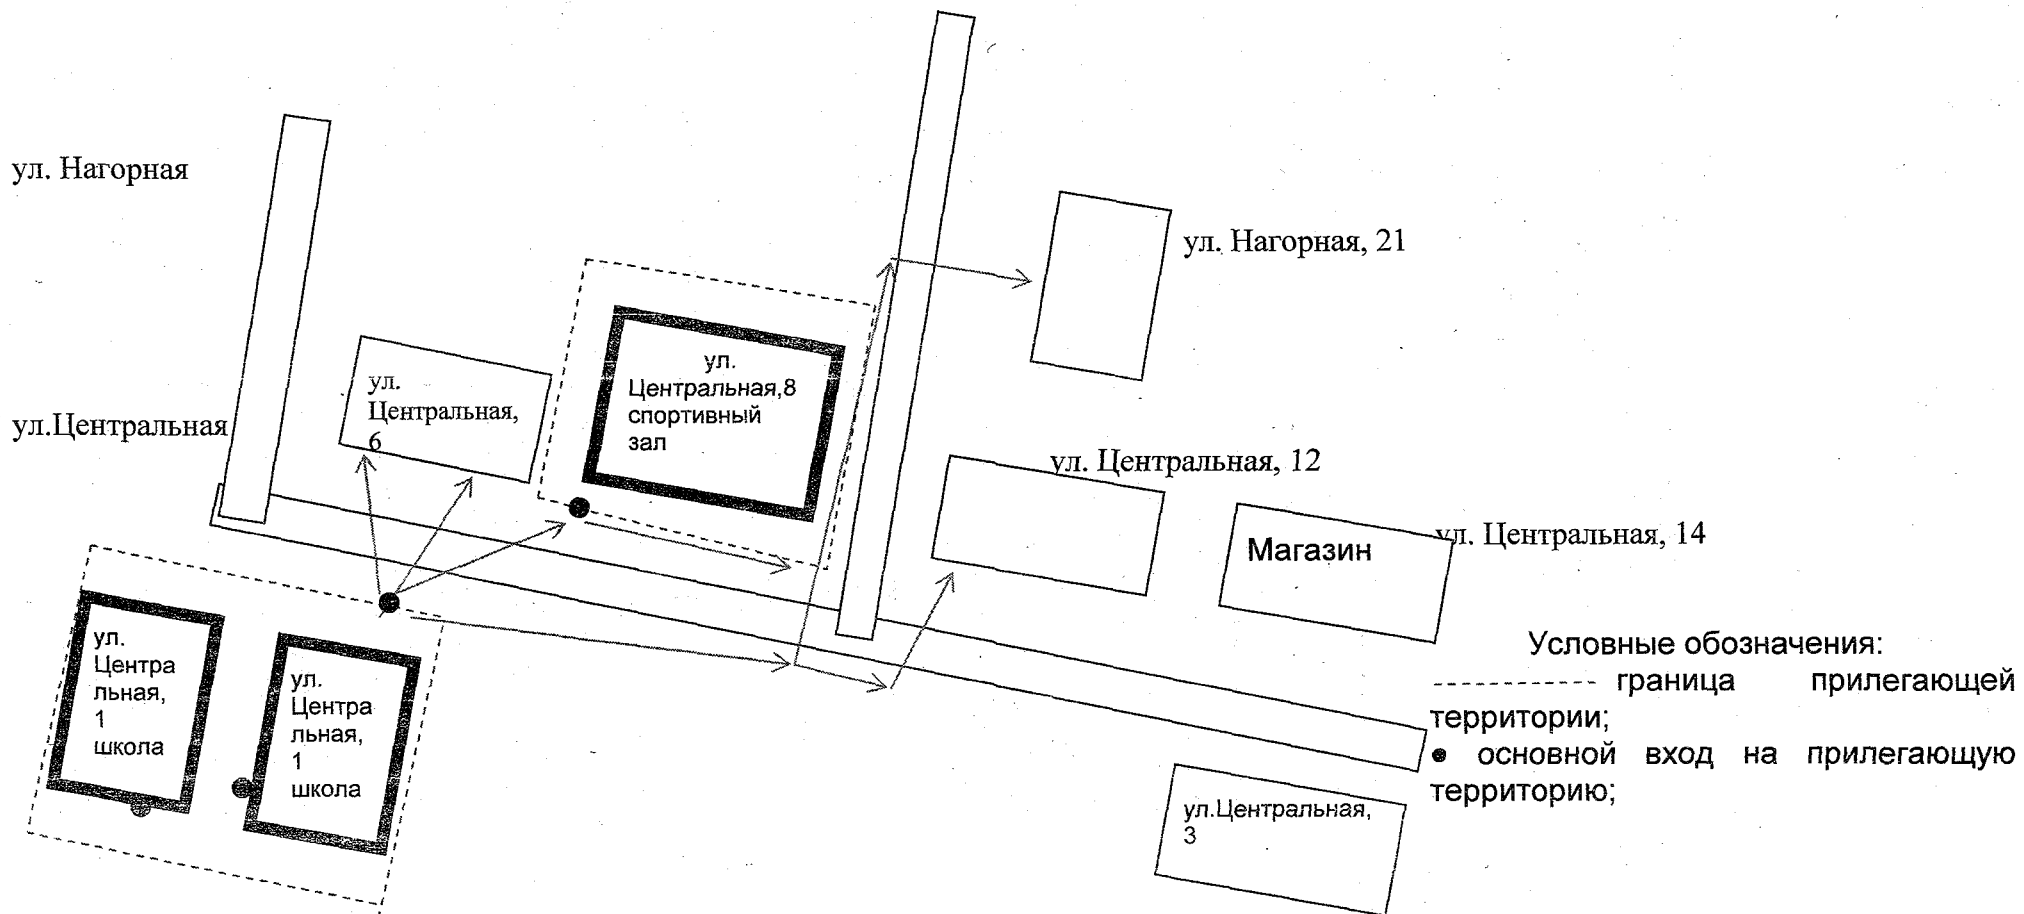 ул. Нагорная
ул. Нагорная, 21
ул.
Центральная,8
спортивный
зал
ул.
Центральная,
6
ул.Центральная
ул. Центральная, 12
ул. Центральная, 14
Магазин
ул.
Центра
льная,
1
школа
ул.
Центра
льная,
1
школа
Условные обозначения:
граница прилегающей
территории;
основной вход на прилегающую
территорию;
ул.Центральная,
3